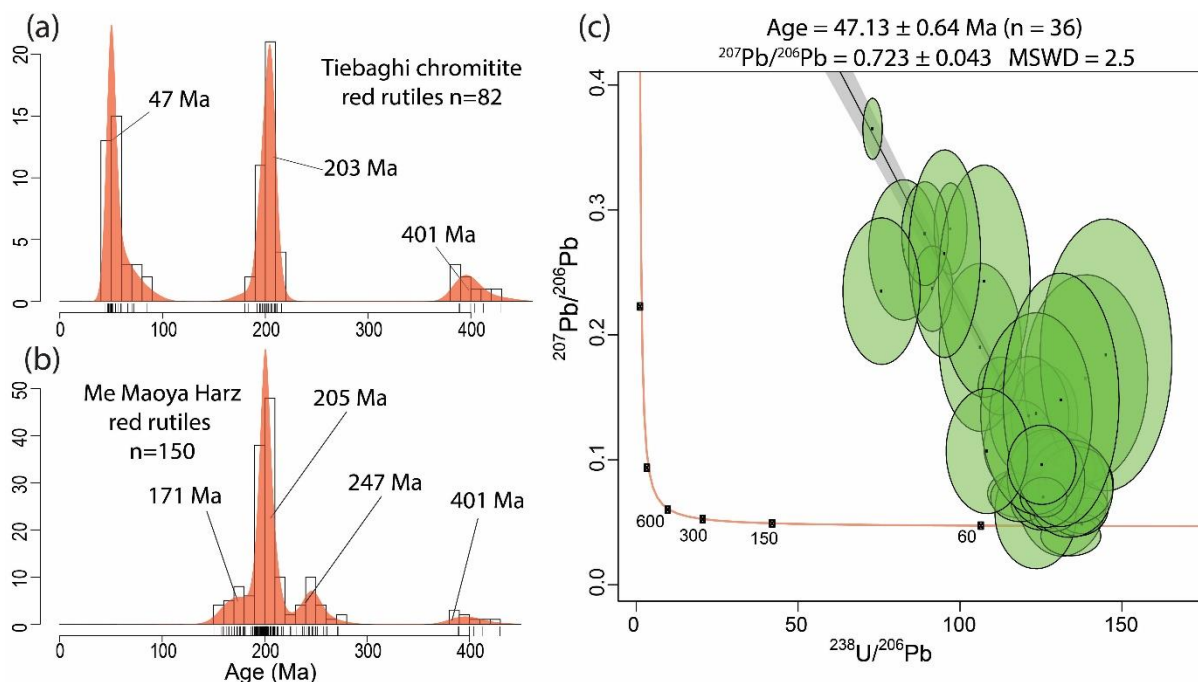 (a)
20
15
10
5
0
Tiebaghi chromitite
red rutiles n=82
47 Ma
203 Ma
401 Ma
0 100 200 300 400
(b)
50
40
30
20
10
0
Me Maoya Harz
red rutiles
n=150
205 Ma
171 Ma
247 Ma
401 Ma
0 100 200 300 400
Age (Ma)
(c)
Age = 47.13 ± 0.64 Ma (n = 36)
²⁰⁷Pb/²⁰⁶Pb = 0.723 ± 0.043 MSWD = 2.5
0.4
0.3
0.2
0.1
0.0
²⁰⁷Pb/²⁰⁶Pb
600 300 150 60
0 50 100 150
²³⁸U/²⁰⁶Pb